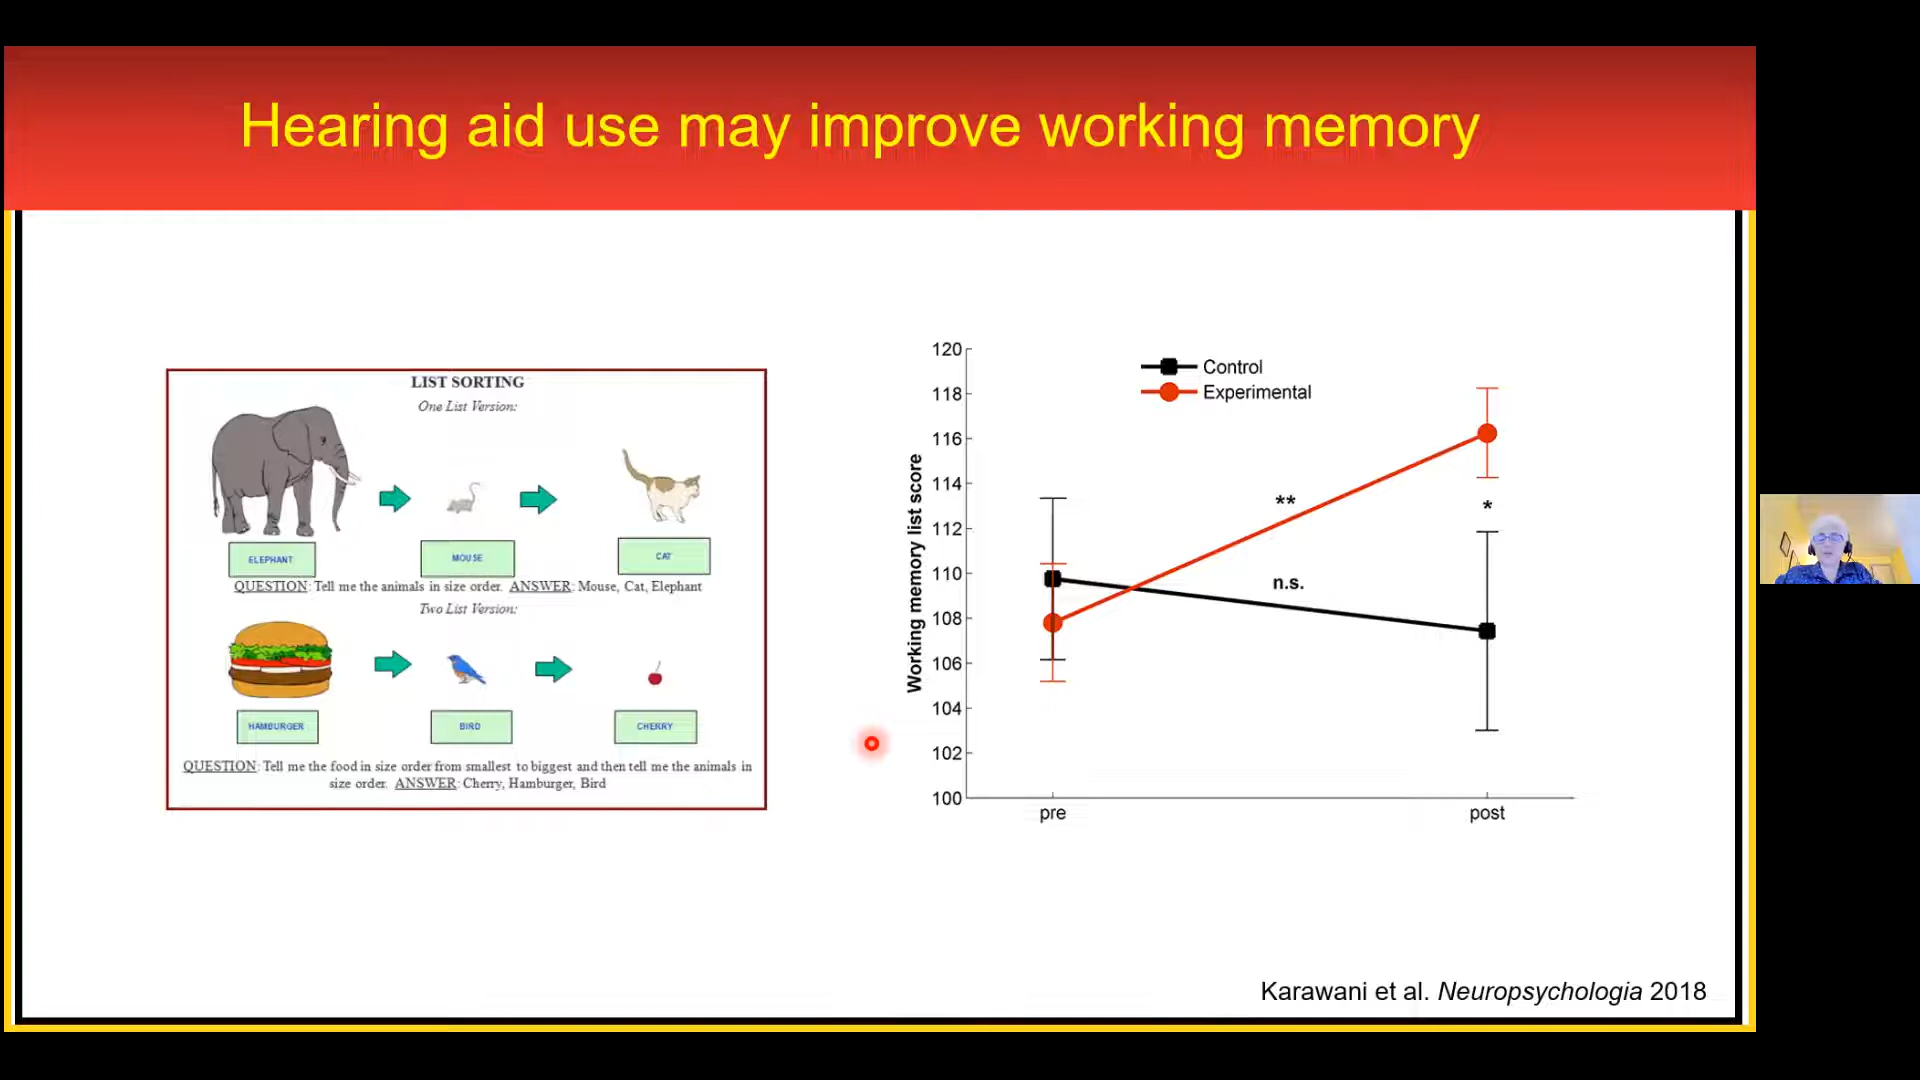 Hearing aid use may improve working memory
LIST SORTING
One List Version:
ELEPHANT
MOUSE
CAT
QUESTION: Tell me the animals in size order. ANSWER: Mouse, Cat, Elephant
Two List Version:
HAMBURGER
BIRD
CHERRY
QUESTION: Tell me the food in size order from smallest to biggest and then tell me the animals in
size order. ANSWER: Cherry, Hamburger, Bird
Working memory list score
120
118
116
114
112
110
108
106
104
102
100
Control
Experimental
**
*
n.s.
pre
post
Karawani et al. Neuropsychologia 2018